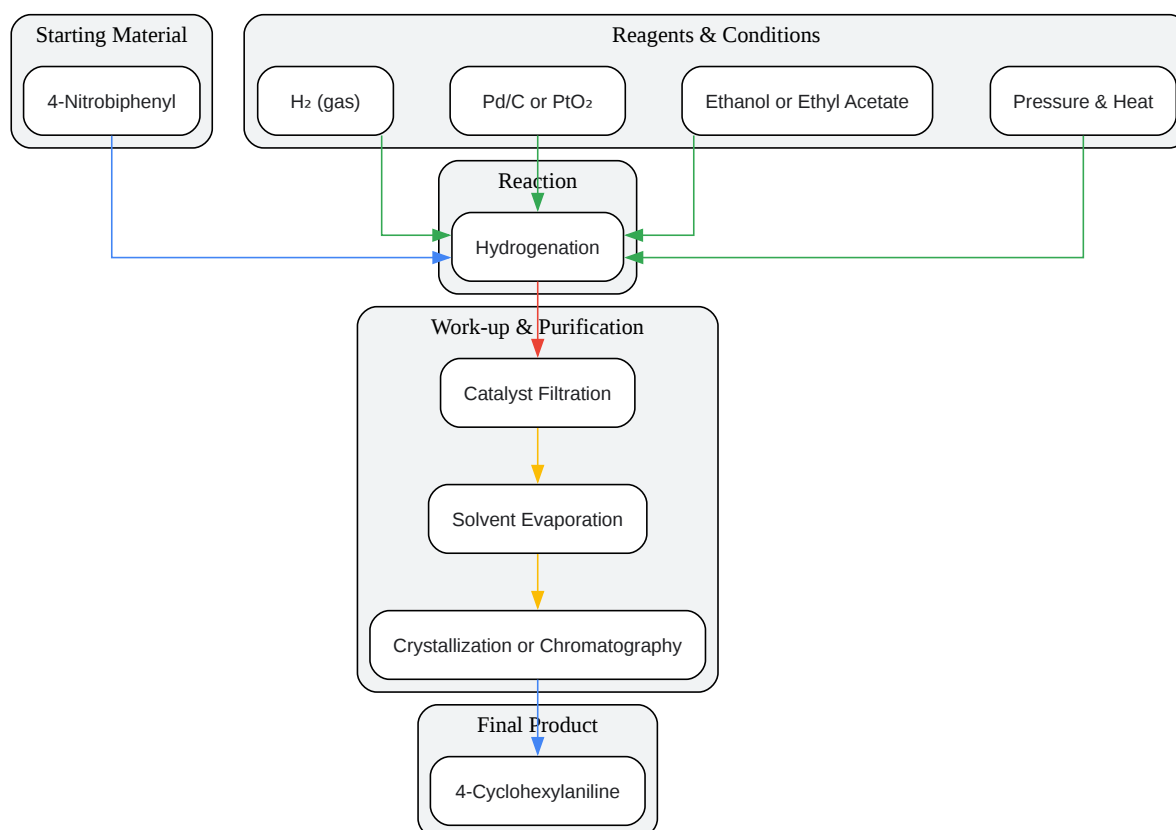 Starting Material
Reagents & Conditions
4-Nitrobiphenyl
H₂ (gas)
Pd/C or PtO₂
Ethanol or Ethyl Acetate
Pressure & Heat
Reaction
Hydrogenation
Work-up & Purification
Catalyst Filtration
Solvent Evaporation
Crystallization or Chromatography
Final Product
4-Cyclohexylaniline